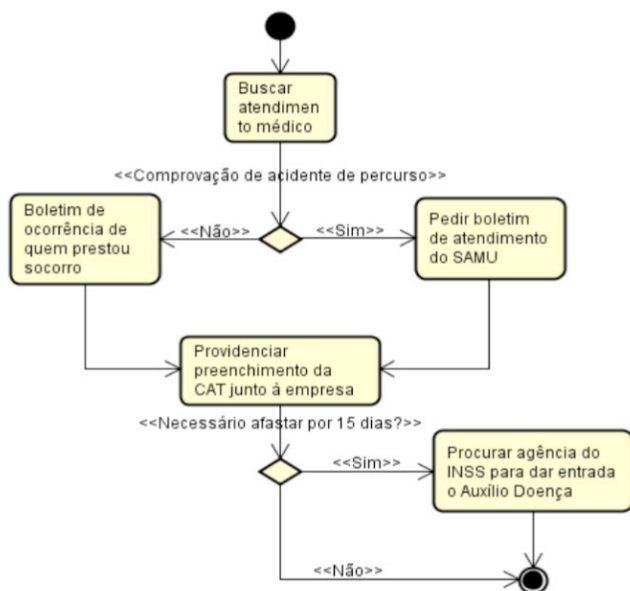 Buscar
atendimen
to médico
<<Comprovação de acidente de percurso>>
Boletim de
ocorrência de
quem prestou
socorro
<<Não>>
<<Sim>>
Pedir boletim
de atendimento
do SAMU
Providenciar
preenchimento da
CAT junto à empresa
<<Necessário afastar por 15 dias?>>
<<Sim>>
Procurar agência do
INSS para dar entrada
o Auxílio Doença
<<Não>>